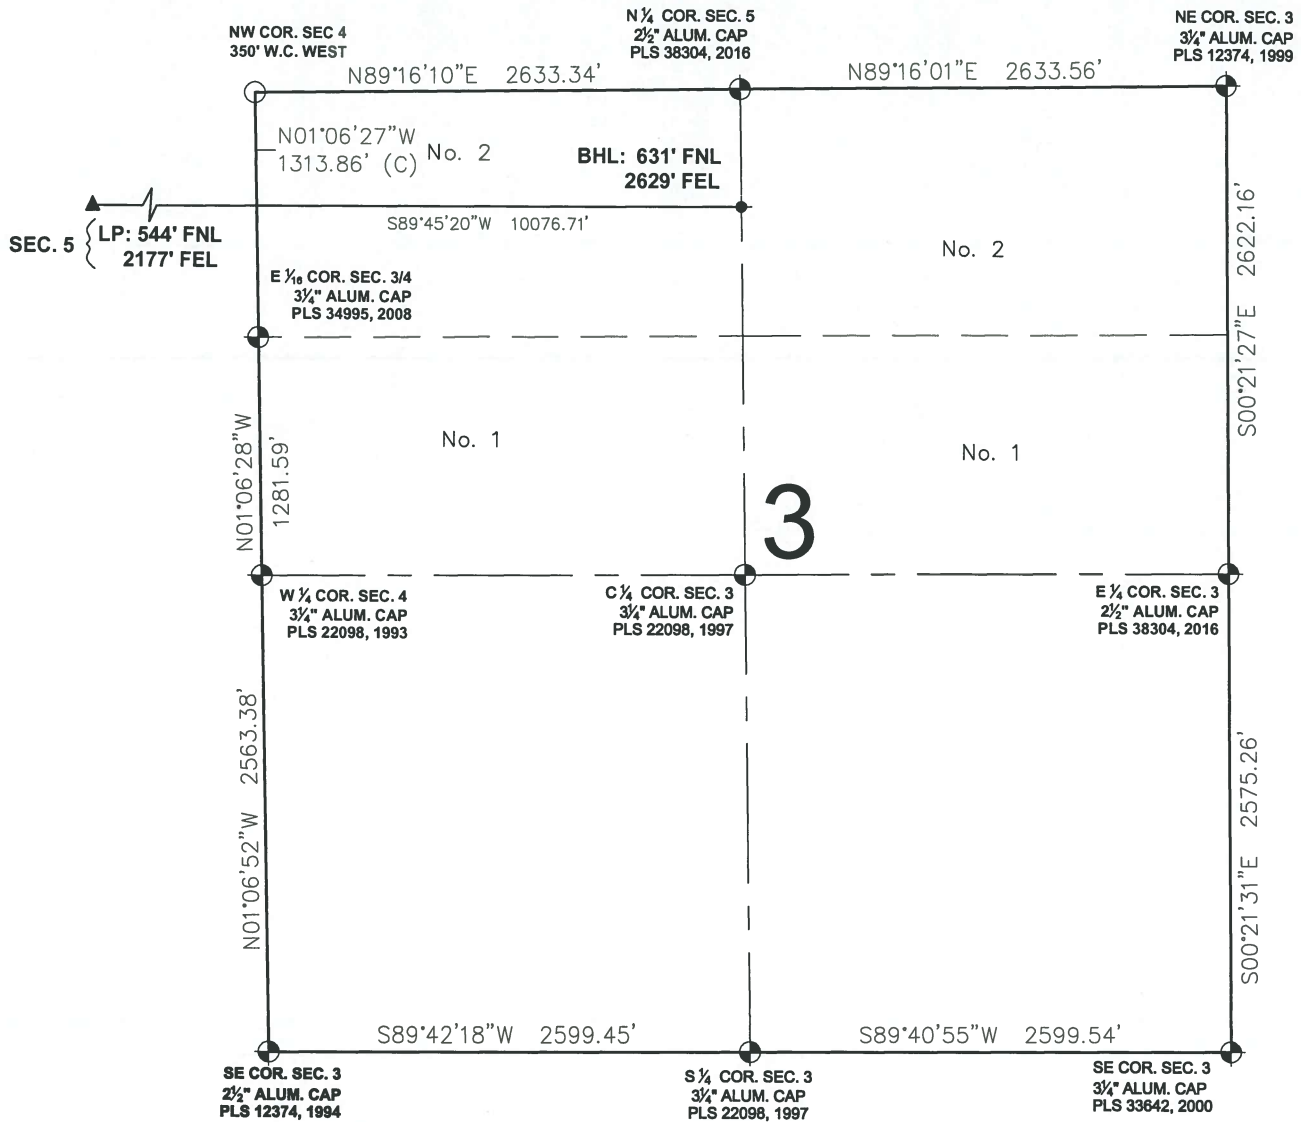 N ¼ COR. SEC. 5
2½" ALUM. CAP
PLS 38304, 2016
NE COR. SEC. 3
3¼" ALUM. CAP
PLS 12374, 1999
NW COR. SEC 4
350' W.C. WEST
N89°16'10"E 2633.34'
N89°16'01"E 2633.56'
N01°06'27"W
1313.86' (C)
No. 2
BHL: 631' FNL
2629' FEL
S89°45'20"W 10076.71'
SEC. 5
LP: 544' FNL
2177' FEL
No. 2
S00°21'27"E 2622.16'
E 1/16 COR. SEC. 3/4
3¼" ALUM. CAP
PLS 34995, 2008
N01°06'28"W
1281.59'
No. 1
No. 1
3
W ¼ COR. SEC. 4
3¼" ALUM. CAP
PLS 22098, 1993
C ¼ COR. SEC. 3
3¼" ALUM. CAP
PLS 22098, 1997
E ¼ COR. SEC. 3
2½" ALUM. CAP
PLS 38304, 2016
N01°06'52"W 2563.38'
S00°21'31"E 2575.26'
S89°42'18"W 2599.45'
S89°40'55"W 2599.54'
SE COR. SEC. 3
2½" ALUM. CAP
PLS 12374, 1994
S ¼ COR. SEC. 3
3¼" ALUM. CAP
PLS 22098, 1997
SE COR. SEC. 3
3¼" ALUM. CAP
PLS 33642, 2000